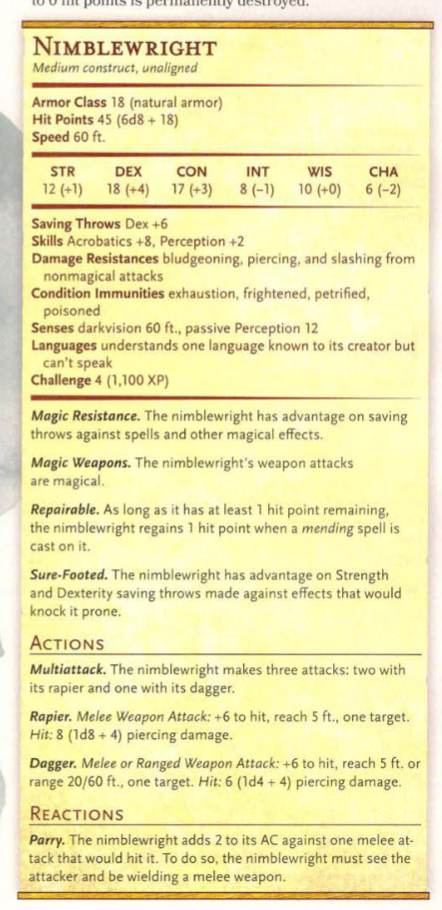 to 0 hit points is permanently destroyed.
NIMBLEWRIGHT
Medium construct, unaligned
Armor Class 18 (natural armor)
Hit Points 45 (6d8 + 18)
Speed 60 ft.
STR DEX CON INT WIS CHA
12 (+1) 18 (+4) 17 (+3) 8 (−1) 10 (+0) 6 (−2)
Saving Throws Dex +6
Skills Acrobatics +8, Perception +2
Damage Resistances bludgeoning, piercing, and slashing from
nonmagical attacks
Condition Immunities exhaustion, frightened, petrified,
poisoned
Senses darkvision 60 ft., passive Perception 12
Languages understands one language known to its creator but
can't speak
Challenge 4 (1,100 XP)
Magic Resistance. The nimblewright has advantage on saving
throws against spells and other magical effects.
Magic Weapons. The nimblewright's weapon attacks
are magical.
Repairable. As long as it has at least 1 hit point remaining,
the nimblewright regains 1 hit point when a mending spell is
cast on it.
Sure-Footed. The nimblewright has advantage on Strength
and Dexterity saving throws made against effects that would
knock it prone.
ACTIONS
Multiattack. The nimblewright makes three attacks: two with
its rapier and one with its dagger.
Rapier. Melee Weapon Attack: +6 to hit, reach 5 ft., one target.
Hit: 8 (1d8 + 4) piercing damage.
Dagger. Melee or Ranged Weapon Attack: +6 to hit, reach 5 ft. or
range 20/60 ft., one target. Hit: 6 (1d4 + 4) piercing damage.
REACTIONS
Parry. The nimblewright adds 2 to its AC against one melee at-
tack that would hit it. To do so, the nimblewright must see the
attacker and be wielding a melee weapon.